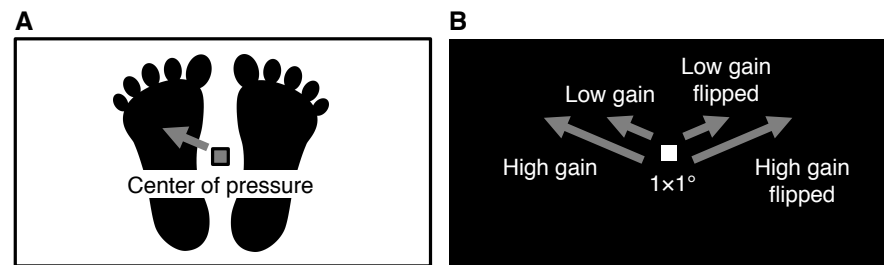 A
Center of pressure
B
Low gain
Low gain
flipped
High gain
1×1°
High gain
flipped